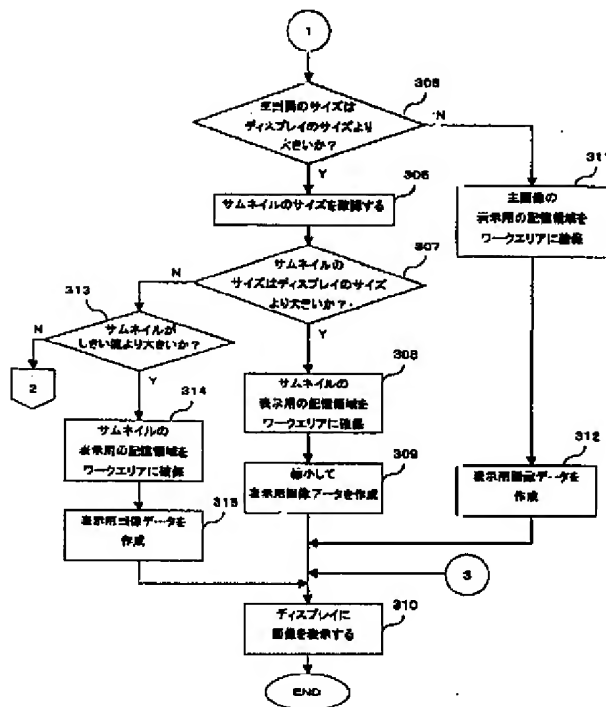 1
305
主画像のサイズは
ディスプレイのサイズより
大きいか？
N
Y
306
サムネイルのサイズを確認する
311
主画像の
表示用の記憶領域を
ワークエリアに確保
307
サムネイルの
サイズはディスプレイのサイズ
より大きいか？
N
Y
313
サムネイルが
しきい値より大きいか？
N
Y
2
308
サムネイルの
表示用の記憶領域を
ワークエリアに確保
314
サムネイルの
表示用の記憶領域を
ワークエリアに確保
309
縮小して
表示用画像データを作成
312
表示用画像データを
作成
315
表示用画像データを
作成
3
310
ディスプレイに
画像を表示する
END